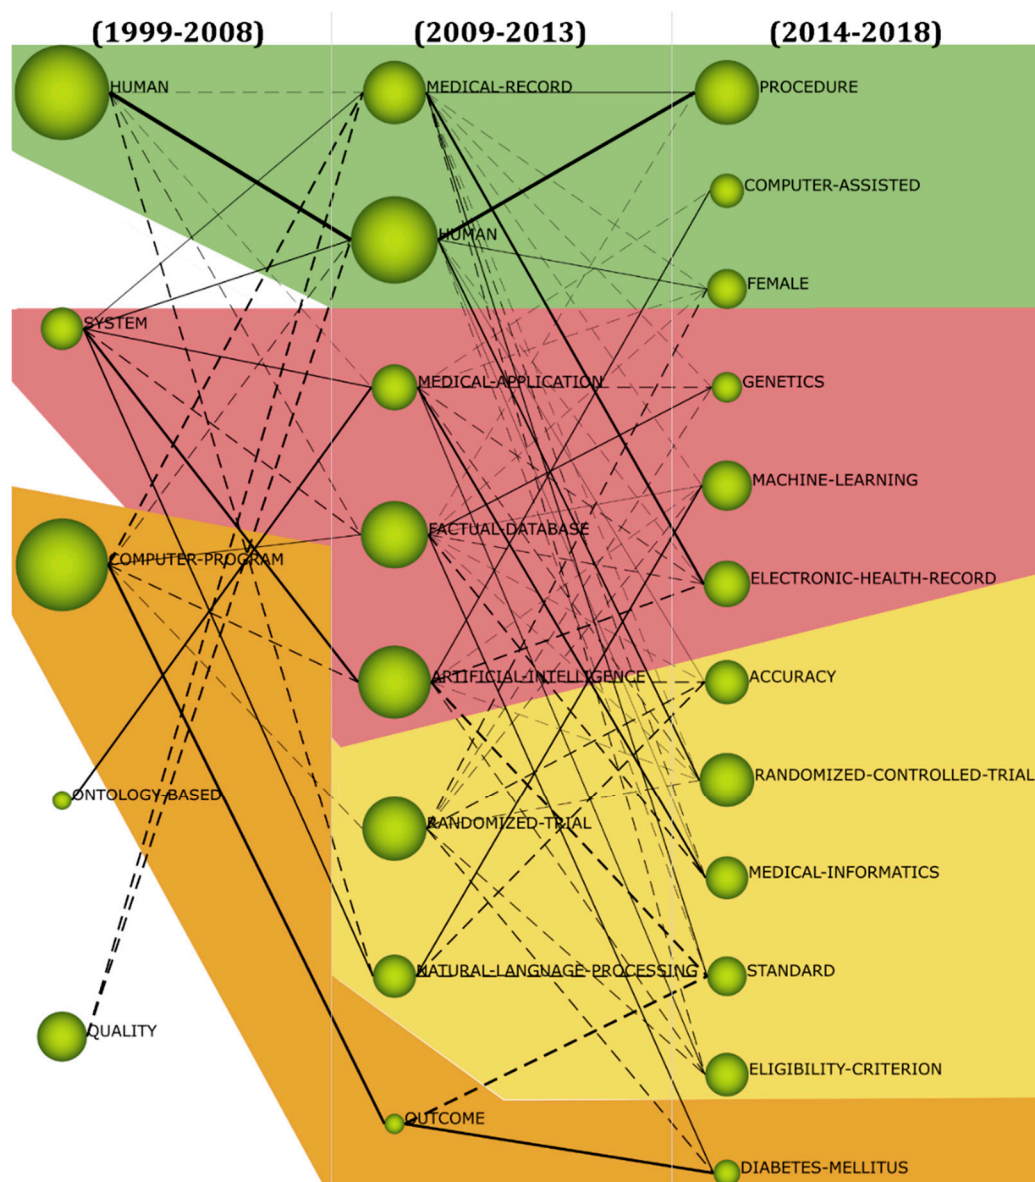 (1999-2008)
(2009-2013)
(2014-2018)
HUMAN
SYSTEM
COMPUTER-PROGRAM
ONTOLOGY-BASED
QUALITY
MEDICAL-RECORD
HUMAN
MEDICAL-APPLICATION
FACTUAL-DATABASE
ARTIFICIAL-INTELLIGENCE
RANDOMIZED-TRIAL
NATURAL-LANGUAGE-PROCESSING
OUTCOME
PROCEDURE
COMPUTER-ASSISTED
FEMALE
GENETICS
MACHINE-LEARNING
ELECTRONIC-HEALTH-RECORD
ACCURACY
RANDOMIZED-CONTROLLED-TRIAL
MEDICAL-INFORMATICS
STANDARD
ELIGIBILITY-CRITERION
DIABETES-MELLITUS